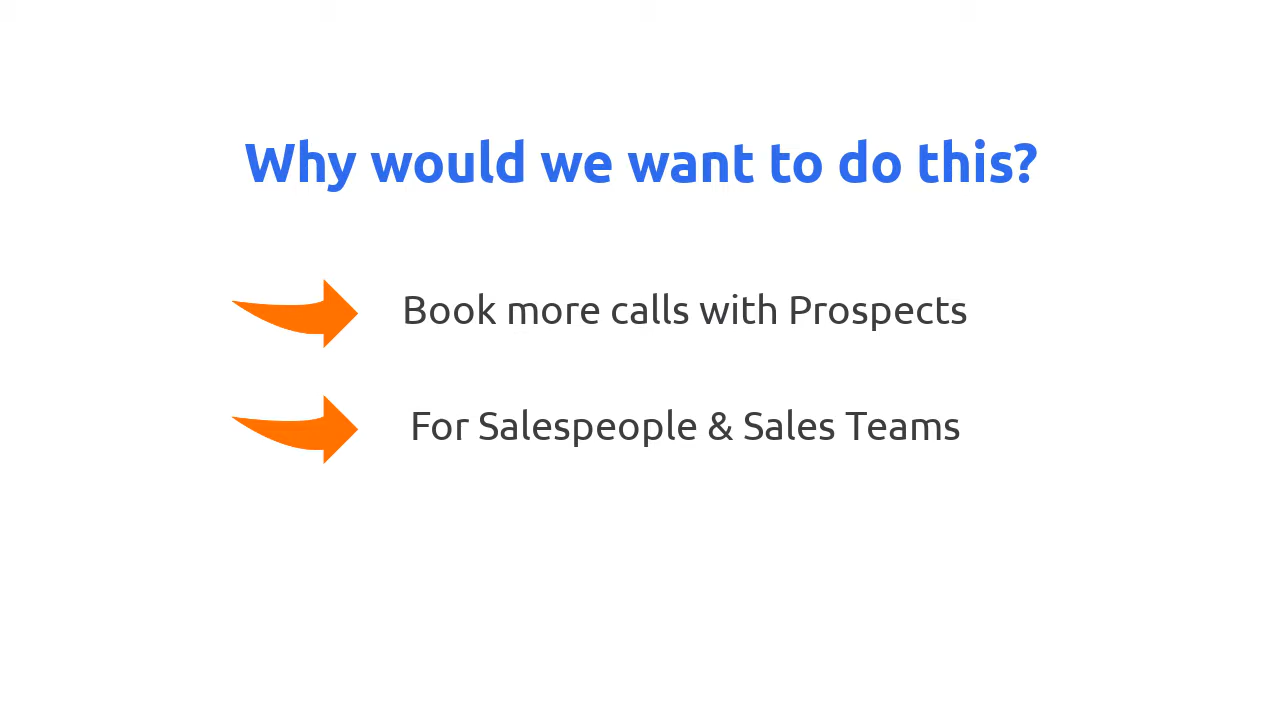 Why would we want to do this?
Book more calls with Prospects
For Salespeople & Sales Teams